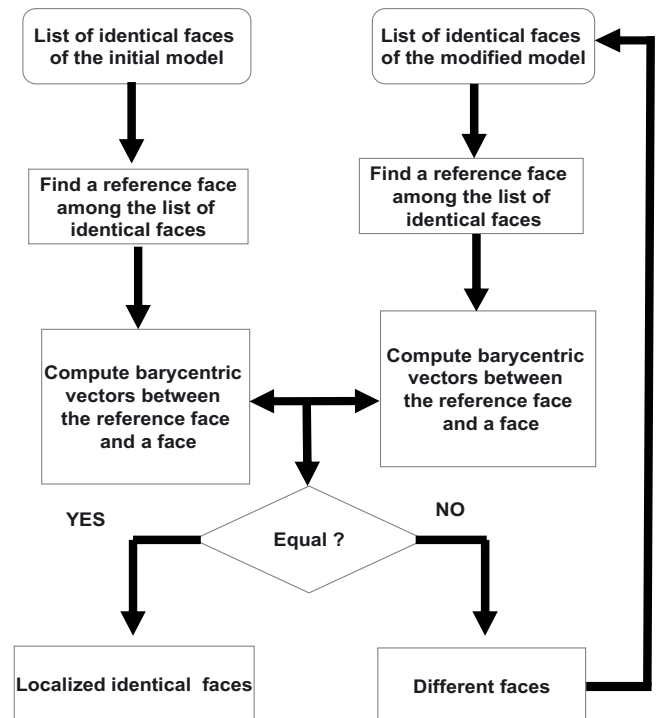 List of identical faces
of the initial model
List of identical faces
of the modified model
Find a reference face
among the list of
identical faces
Find a reference face
among the list of
identical faces
Compute barycentric
vectors between
the reference face
and a face
Compute barycentric
vectors between
the reference face
and a face
YES
NO
Equal ?
Localized identical faces
Different faces